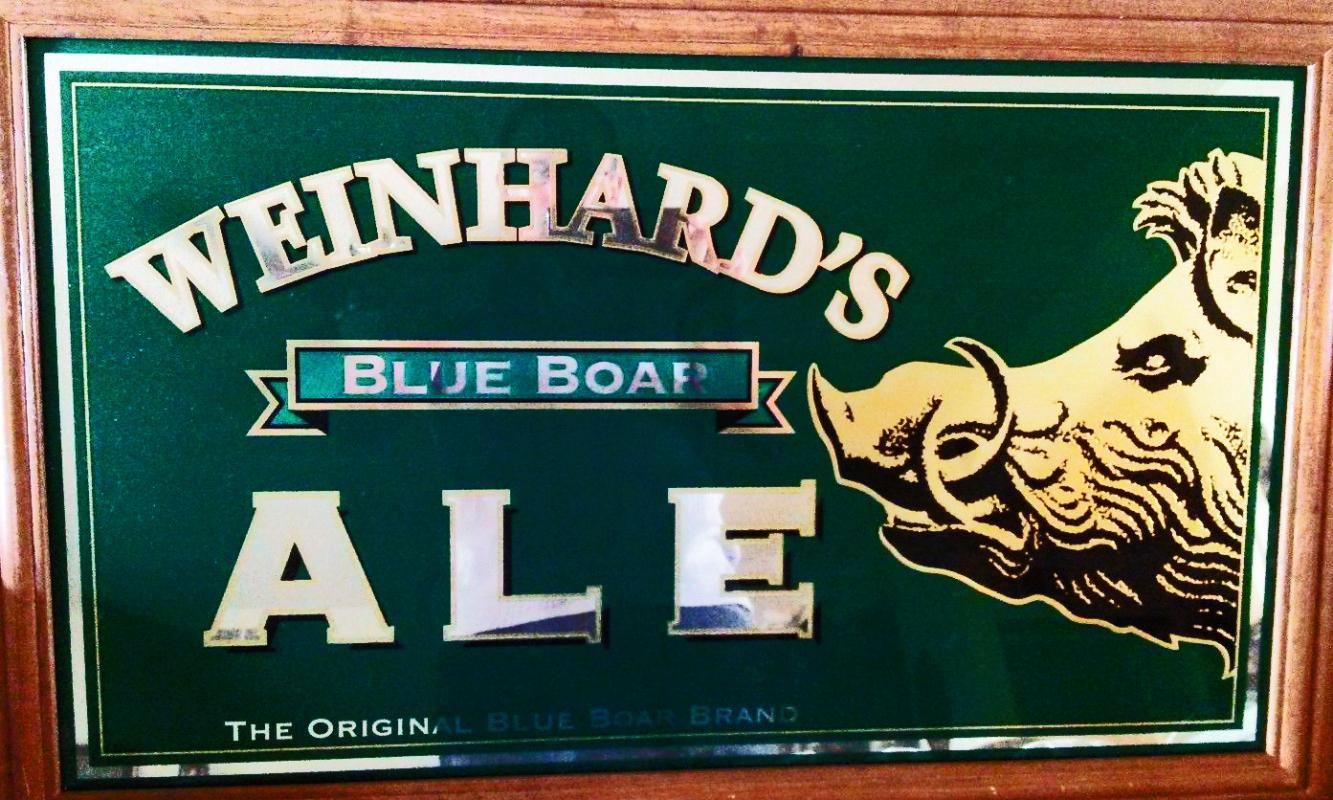 WEINHARD'S
BLUE BOAR
ALE
THE ORIGINAL BLUE BOAR BRAND